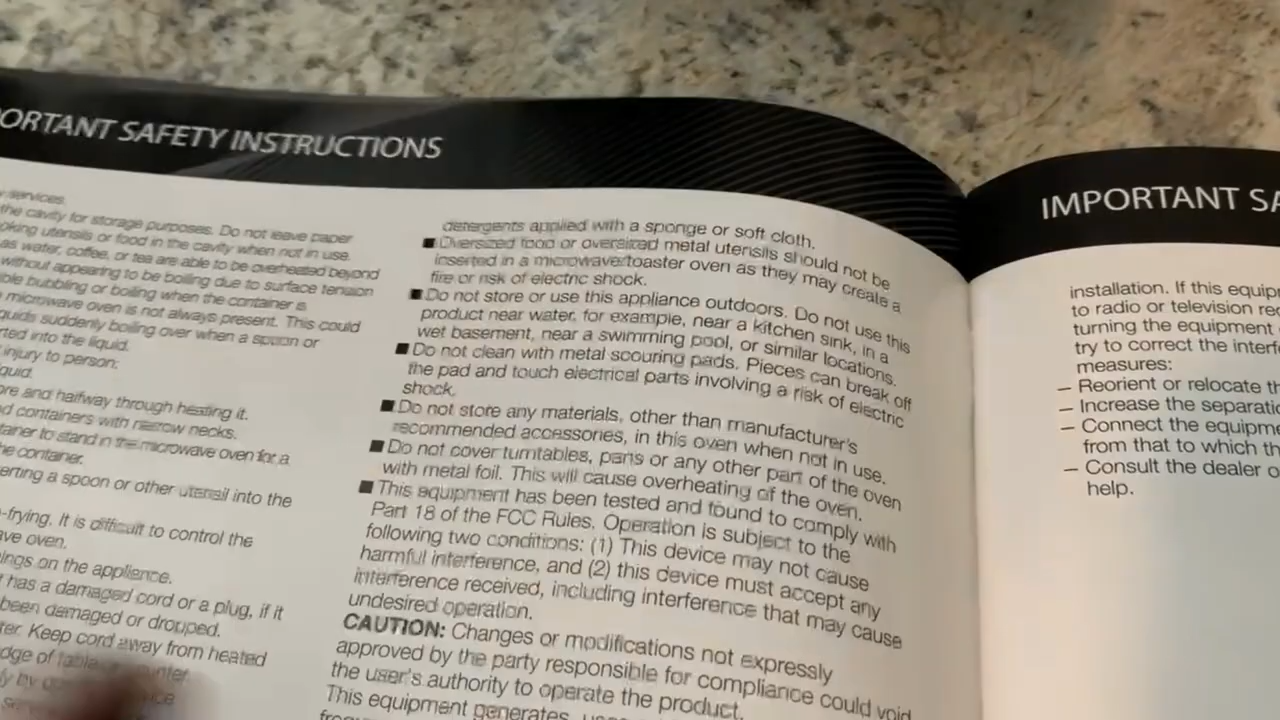 ORTANT SAFETY INSTRUCTIONS
services.
the cavity for storage purposes. Do not leave paper
oking utensils or food in the cavity when not in use.
as water, coffee, or tea are able to be overheated beyond
without appearing to be boiling due to surface tension
ble bubbling or boiling when the container is
microwave oven is not always present. This could
quids suddenly boiling over when a spoon or
rted into the liquid.
injury to person:
quid.
ore and halfway through heating it.
d containers with narrow necks.
tainer to stand in the microwave oven for a
he container.
erting a spoon or other utensil into the
-frying. It is difficult to control the
ave oven.
ings on the appliance.
has a damaged cord or a plug, if it
been damaged or dropped.
ter. Keep cord away from heated
dge of table
detergents applied with a sponge or soft cloth.
■ Oversized food or oversized metal utensils should not be
inserted in a microwave/toaster oven as they may create a
fire or risk of electric shock.
■ Do not store or use this appliance outdoors. Do not use this
product near water, for example, near a kitchen sink, in a
wet basement, near a swimming pool, or similar locations.
■ Do not clean with metal scouring pads. Pieces can break off
the pad and touch electrical parts involving a risk of electric
shock.
■ Do not store any materials, other than manufacturer's
recommended accessories, in this oven when not in use.
■ Do not cover turntables, parts or any other part of the oven
with metal foil. This will cause overheating of the oven.
■ This equipment has been tested and found to comply with
Part 18 of the FCC Rules. Operation is subject to the
following two conditions: (1) This device may not cause
harmful interference, and (2) this device must accept any
interference received, including interference that may cause
undesired operation.
CAUTION: Changes or modifications not expressly
approved by the party responsible for compliance could void
the user's authority to operate the product.
This equipment generates, uses
IMPORTANT SA
installation. If this equip
to radio or television rec
turning the equipment
try to correct the interf
measures:
– Reorient or relocate th
– Increase the separatio
– Connect the equipme
from that to which th
– Consult the dealer o
help.